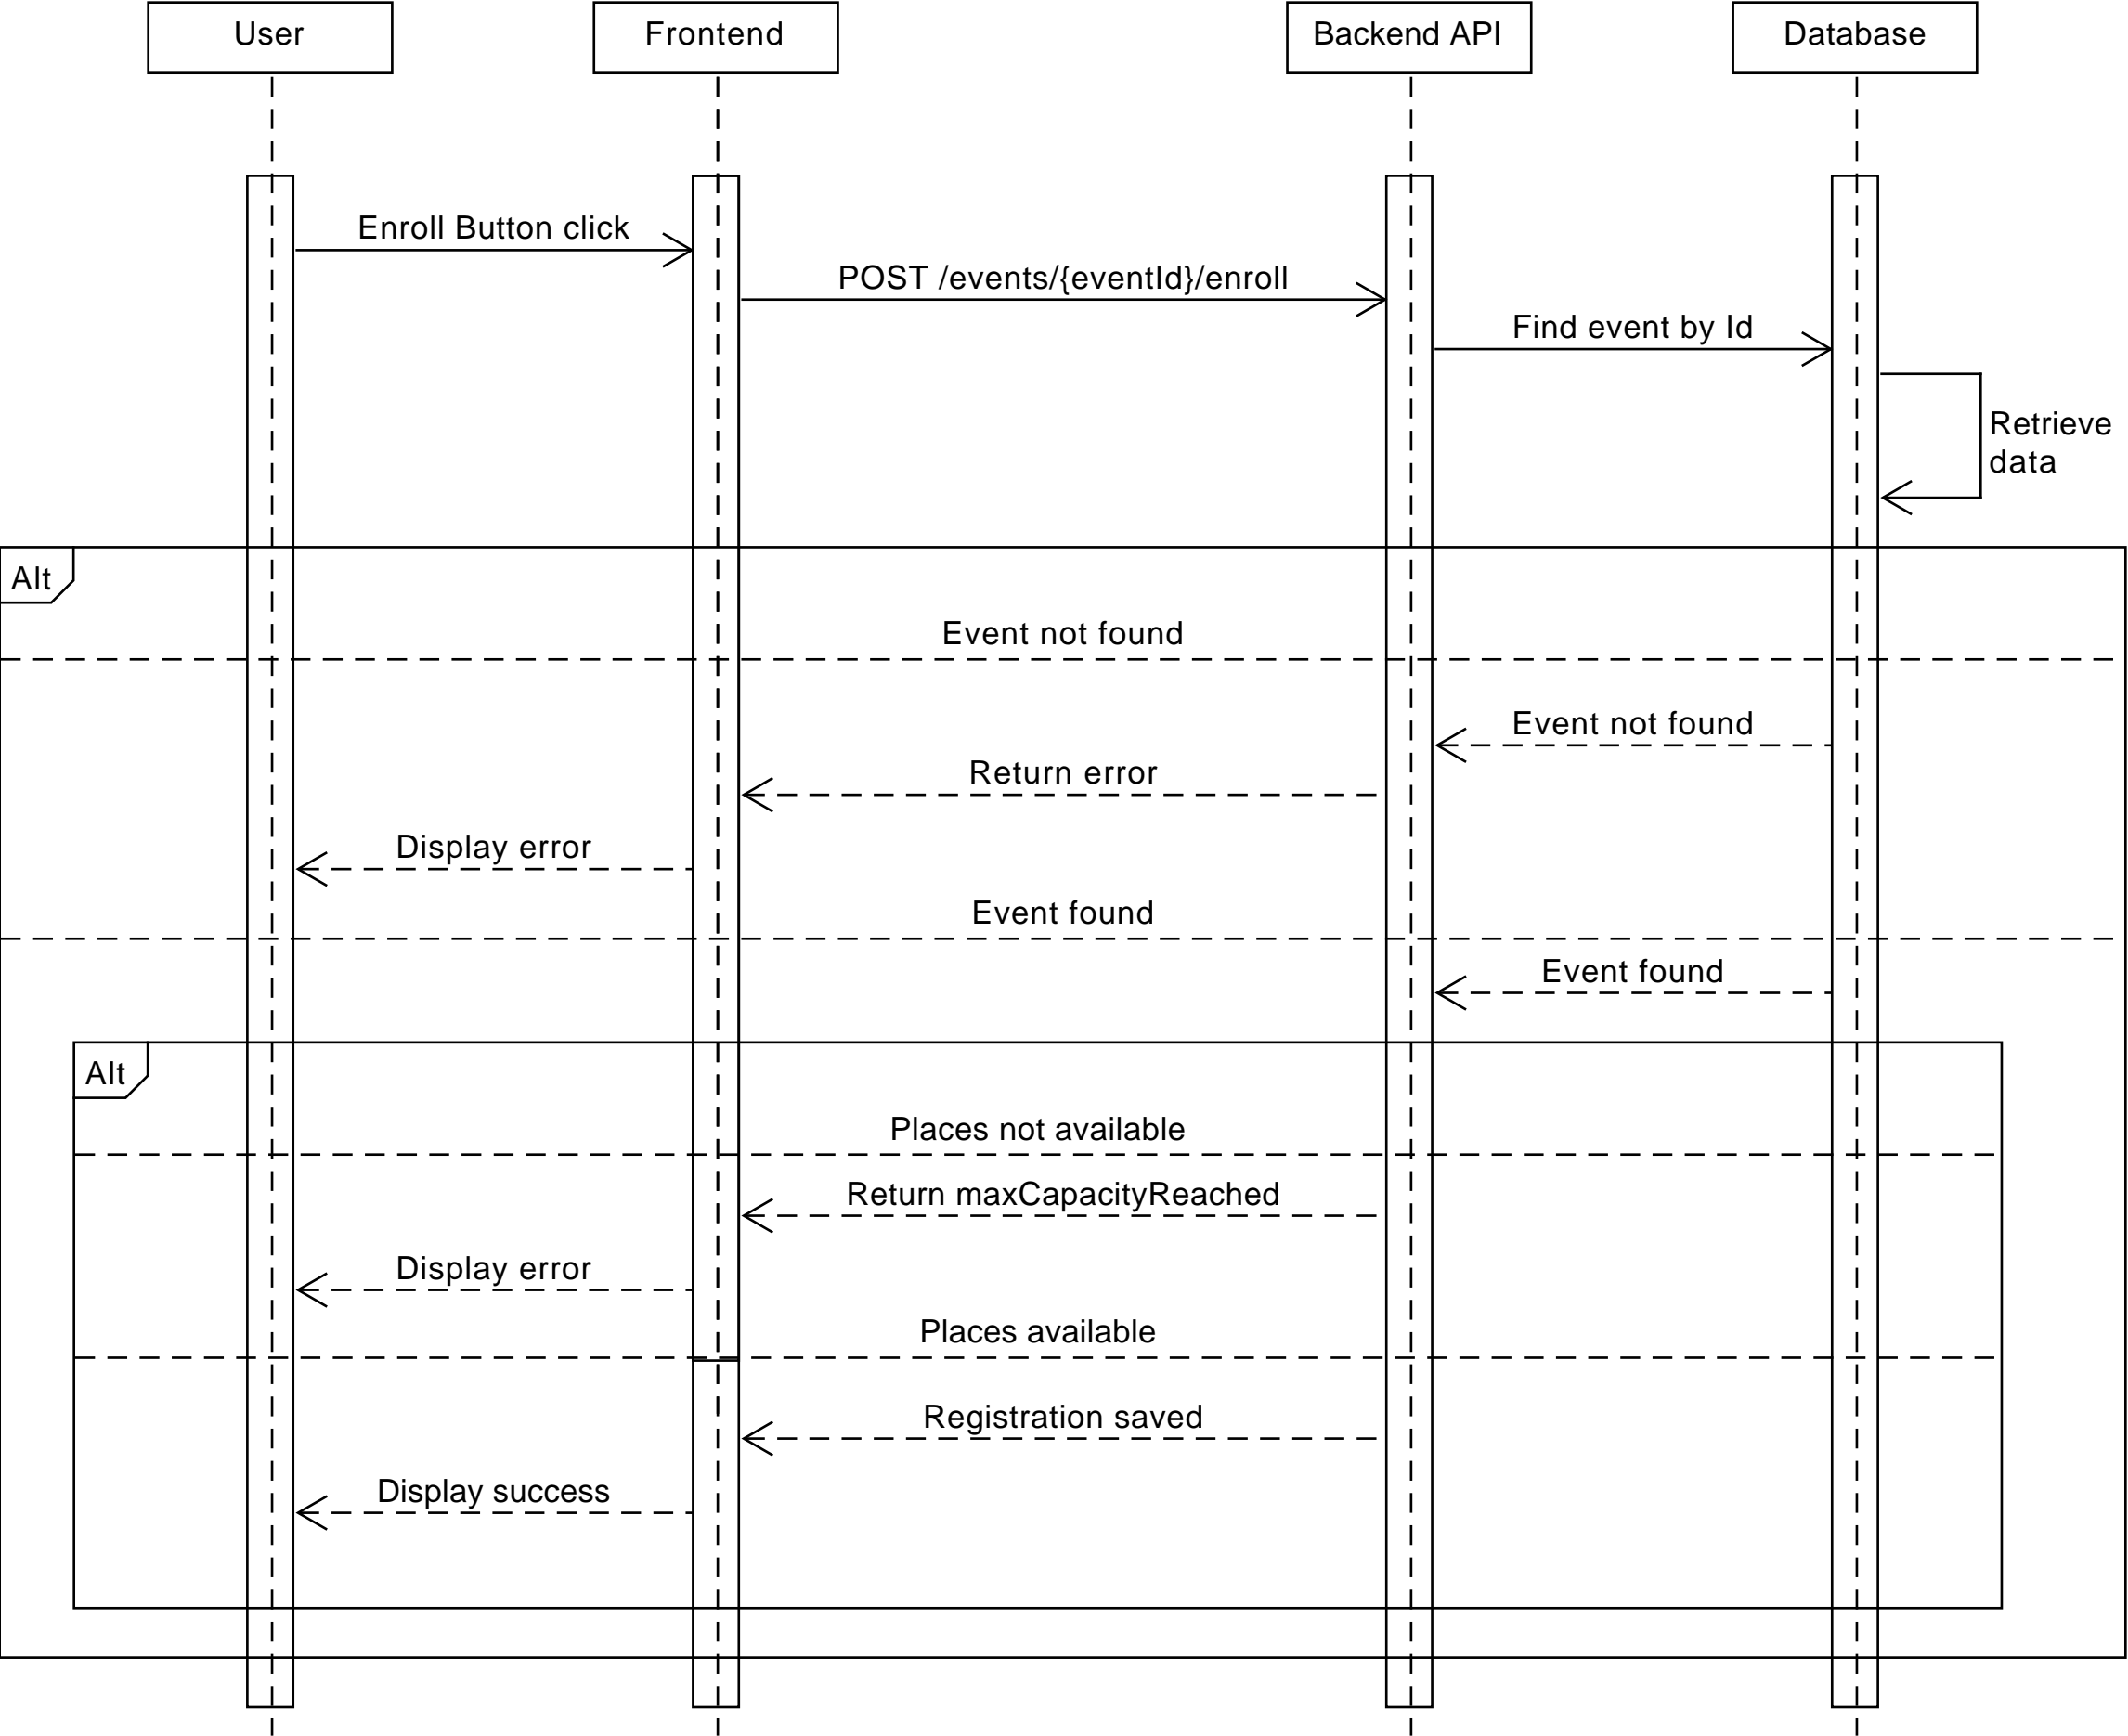 User
Frontend
Backend API
Database
Enroll Button click
POST /events/{eventId}/enroll
Find event by Id
Retrieve
data
Alt
Event not found
Event not found
Return error
Display error
Event found
Event found
Alt
Places not available
Return maxCapacityReached
Display error
Places available
Registration saved
Display success